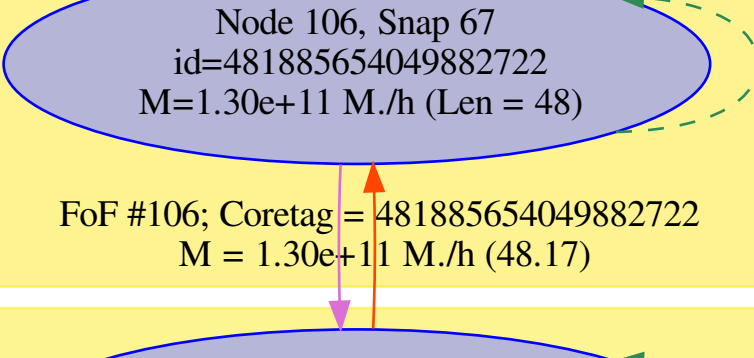 Node 106, Snap 67
id=481885654049882722
M=1.30e+11 M./h (Len = 48)
FoF #106; Coretag = 481885654049882722
M = 1.30e+11 M./h (48.17)